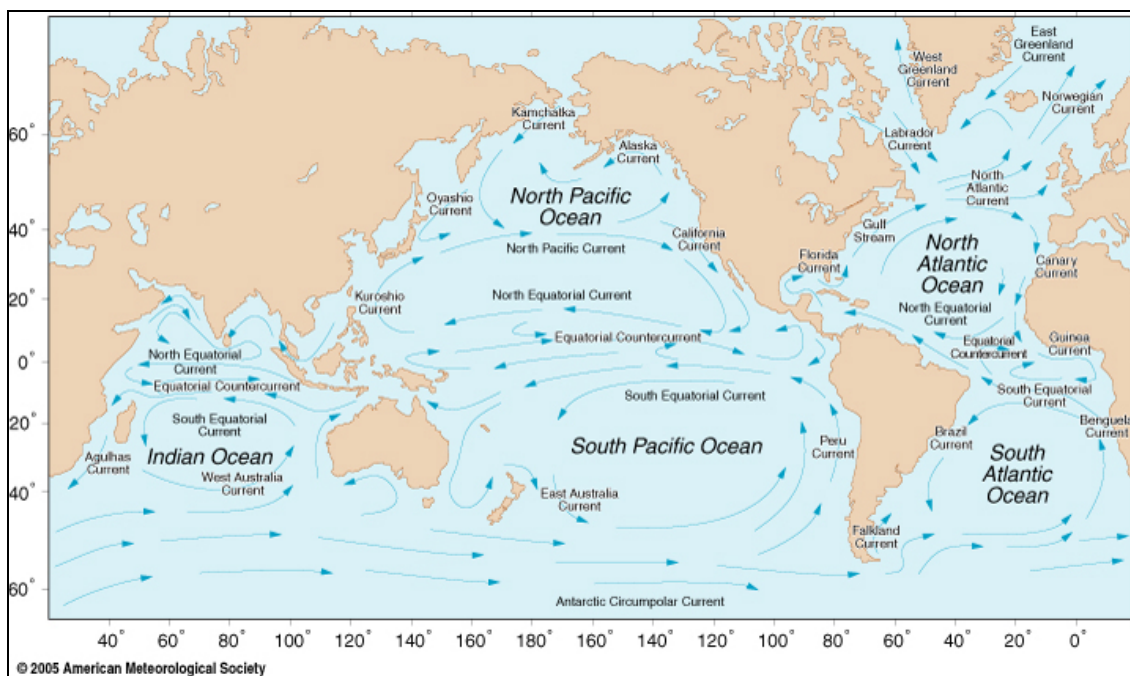 East
Greenland
Current
West
Greenland
Current
Norwegian
Current
Kamchatka
Current
60°
Labrador
Current
Alaska
Current
North
Atlantic
Current
Oyashio
Current
North Pacific
Ocean
Gulf
Stream
40°
California
Current
North Pacific Current
North
Atlantic
Ocean
Florida
Current
Canary
Current
20°
Kuroshio
Current
North Equatorial Current
North Equatorial
Current
Equatorial Countercurrent
Equatorial
Countercurrent
Guinea
Current
0°
North Equatorial
Current
Equatorial Countercurrent
South Equatorial
Current
South Equatorial Current
20°
South Equatorial
Current
Benguela
Current
Brazil
Current
Peru
Current
South Pacific Ocean
Indian Ocean
South
Atlantic
Ocean
Agulhas
Current
West Australia
Current
40°
East Australia
Current
Falkland
Current
60°
Antarctic Circumpolar Current
40° 60° 80° 100° 120° 140° 160° 180° 160° 140° 120° 100° 80° 60° 40° 20° 0°
© 2005 American Meteorological Society